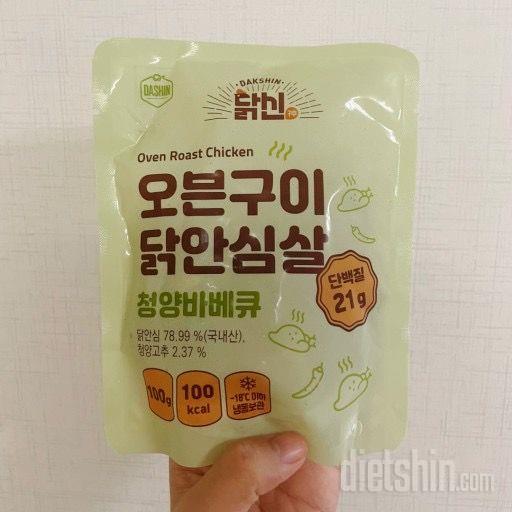 DASHIN
DAKSHIN
닭신
Oven Roast Chicken
오븐구이
닭안심살
청양바베큐
단백질
21g
닭안심 78.99 %(국내산),
청양고추 2.37 %
100g
100
kcal
-18℃ 이하
냉동보관
dietshin.com